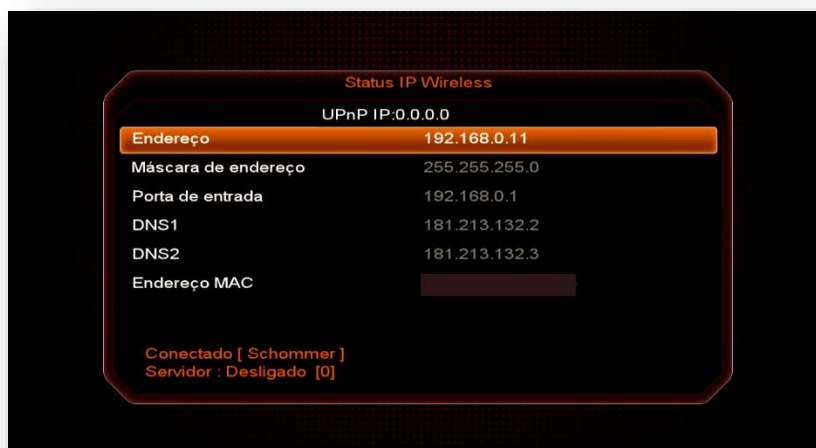 Status IP Wireless
UPnP IP:0.0.0.0
Endereço 192.168.0.11
Máscara de endereço 255.255.255.0
Porta de entrada 192.168.0.1
DNS1 181.213.132.2
DNS2 181.213.132.3
Endereço MAC
Conectado [ Schommer ]
Servidor : Desligado [0]